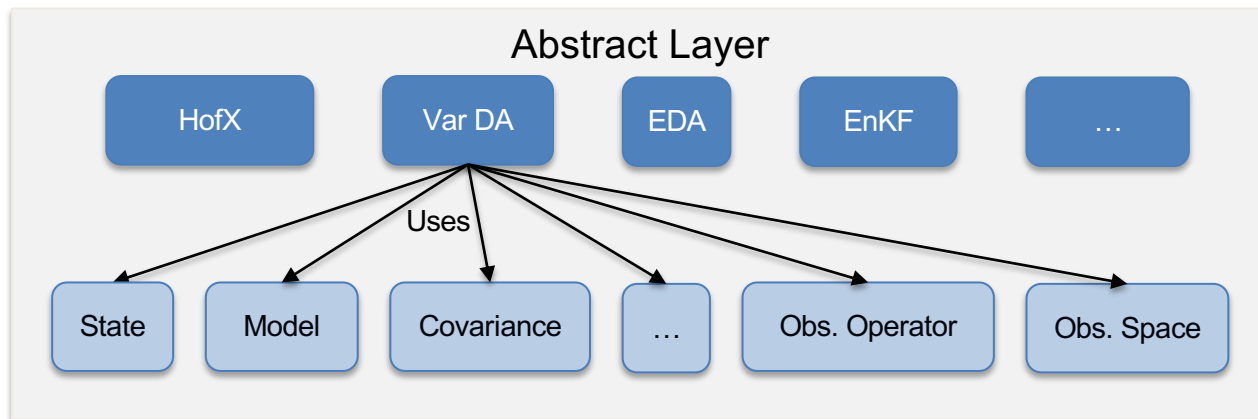 Abstract Layer
HofX
Var DA
EDA
EnKF
…
Uses
State
Model
Covariance
…
Obs. Operator
Obs. Space